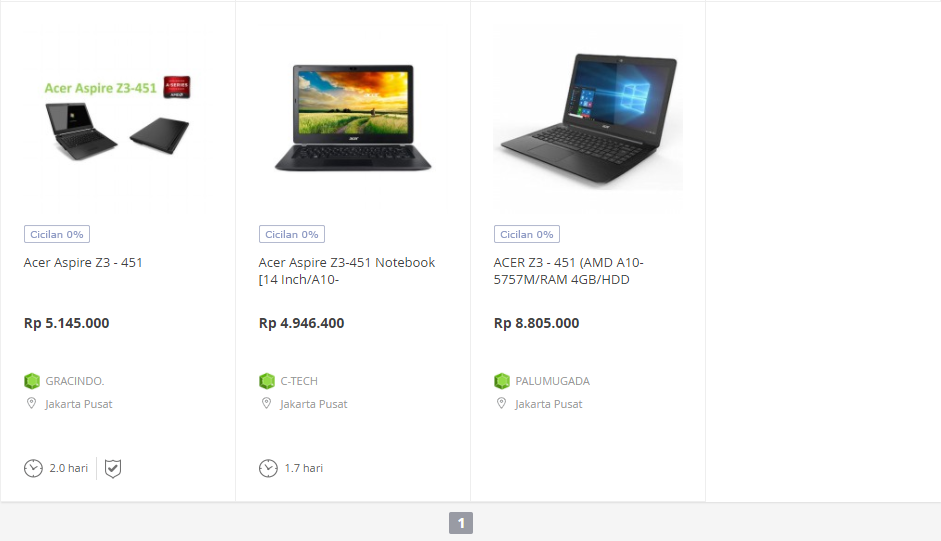 Acer Aspire Z3-451
Cicilan 0%
Acer Aspire Z3 - 451
Rp 5.145.000
GRACINDO.
Jakarta Pusat
2.0 hari
Cicilan 0%
Acer Aspire Z3-451 Notebook
[14 Inch/A10-
Rp 4.946.400
C-TECH
Jakarta Pusat
1.7 hari
Cicilan 0%
ACER Z3 - 451 (AMD A10-
5757M/RAM 4GB/HDD
Rp 8.805.000
PALUMUGADA
Jakarta Pusat
1